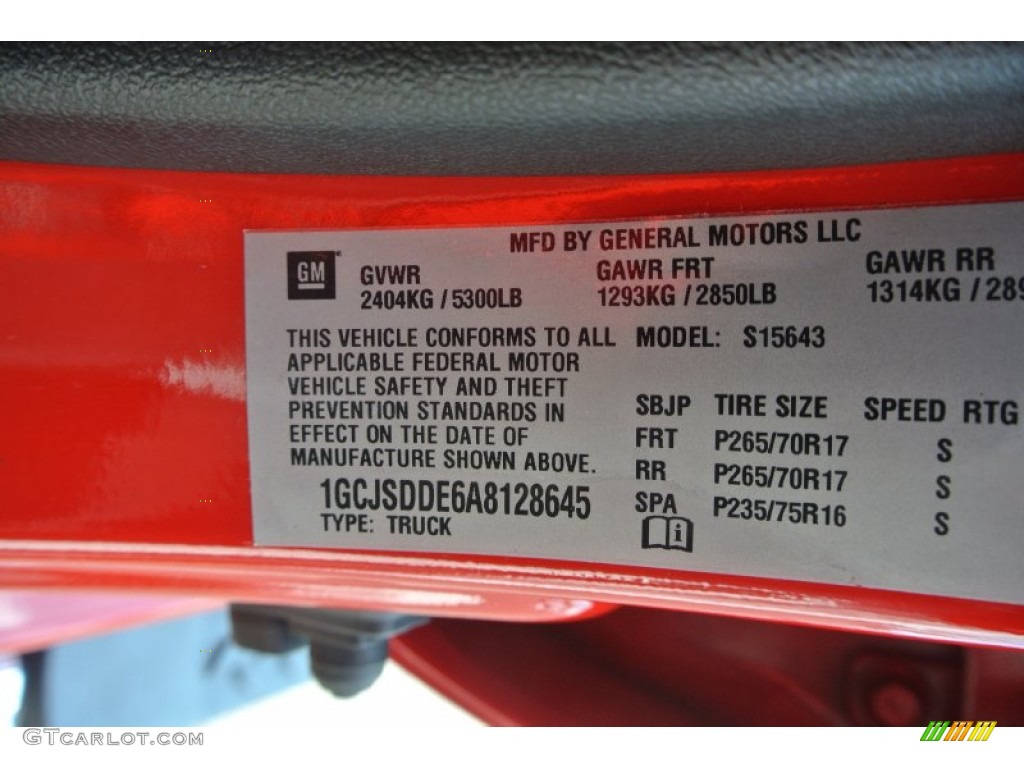 MFD BY GENERAL MOTORS LLC
GM
GVWR GAWR FRT GAWR RR
2404KG / 5300LB 1293KG / 2850LB 1314KG / 289
THIS VEHICLE CONFORMS TO ALL MODEL: S15643
APPLICABLE FEDERAL MOTOR
VEHICLE SAFETY AND THEFT
PREVENTION STANDARDS IN
EFFECT ON THE DATE OF
MANUFACTURE SHOWN ABOVE.
1GCJSDDE6A8128645
TYPE: TRUCK
SBJP TIRE SIZE SPEED RTG
FRT P265/70R17 S
RR P265/70R17 S
SPA P235/75R16 S
GTCarLot.com